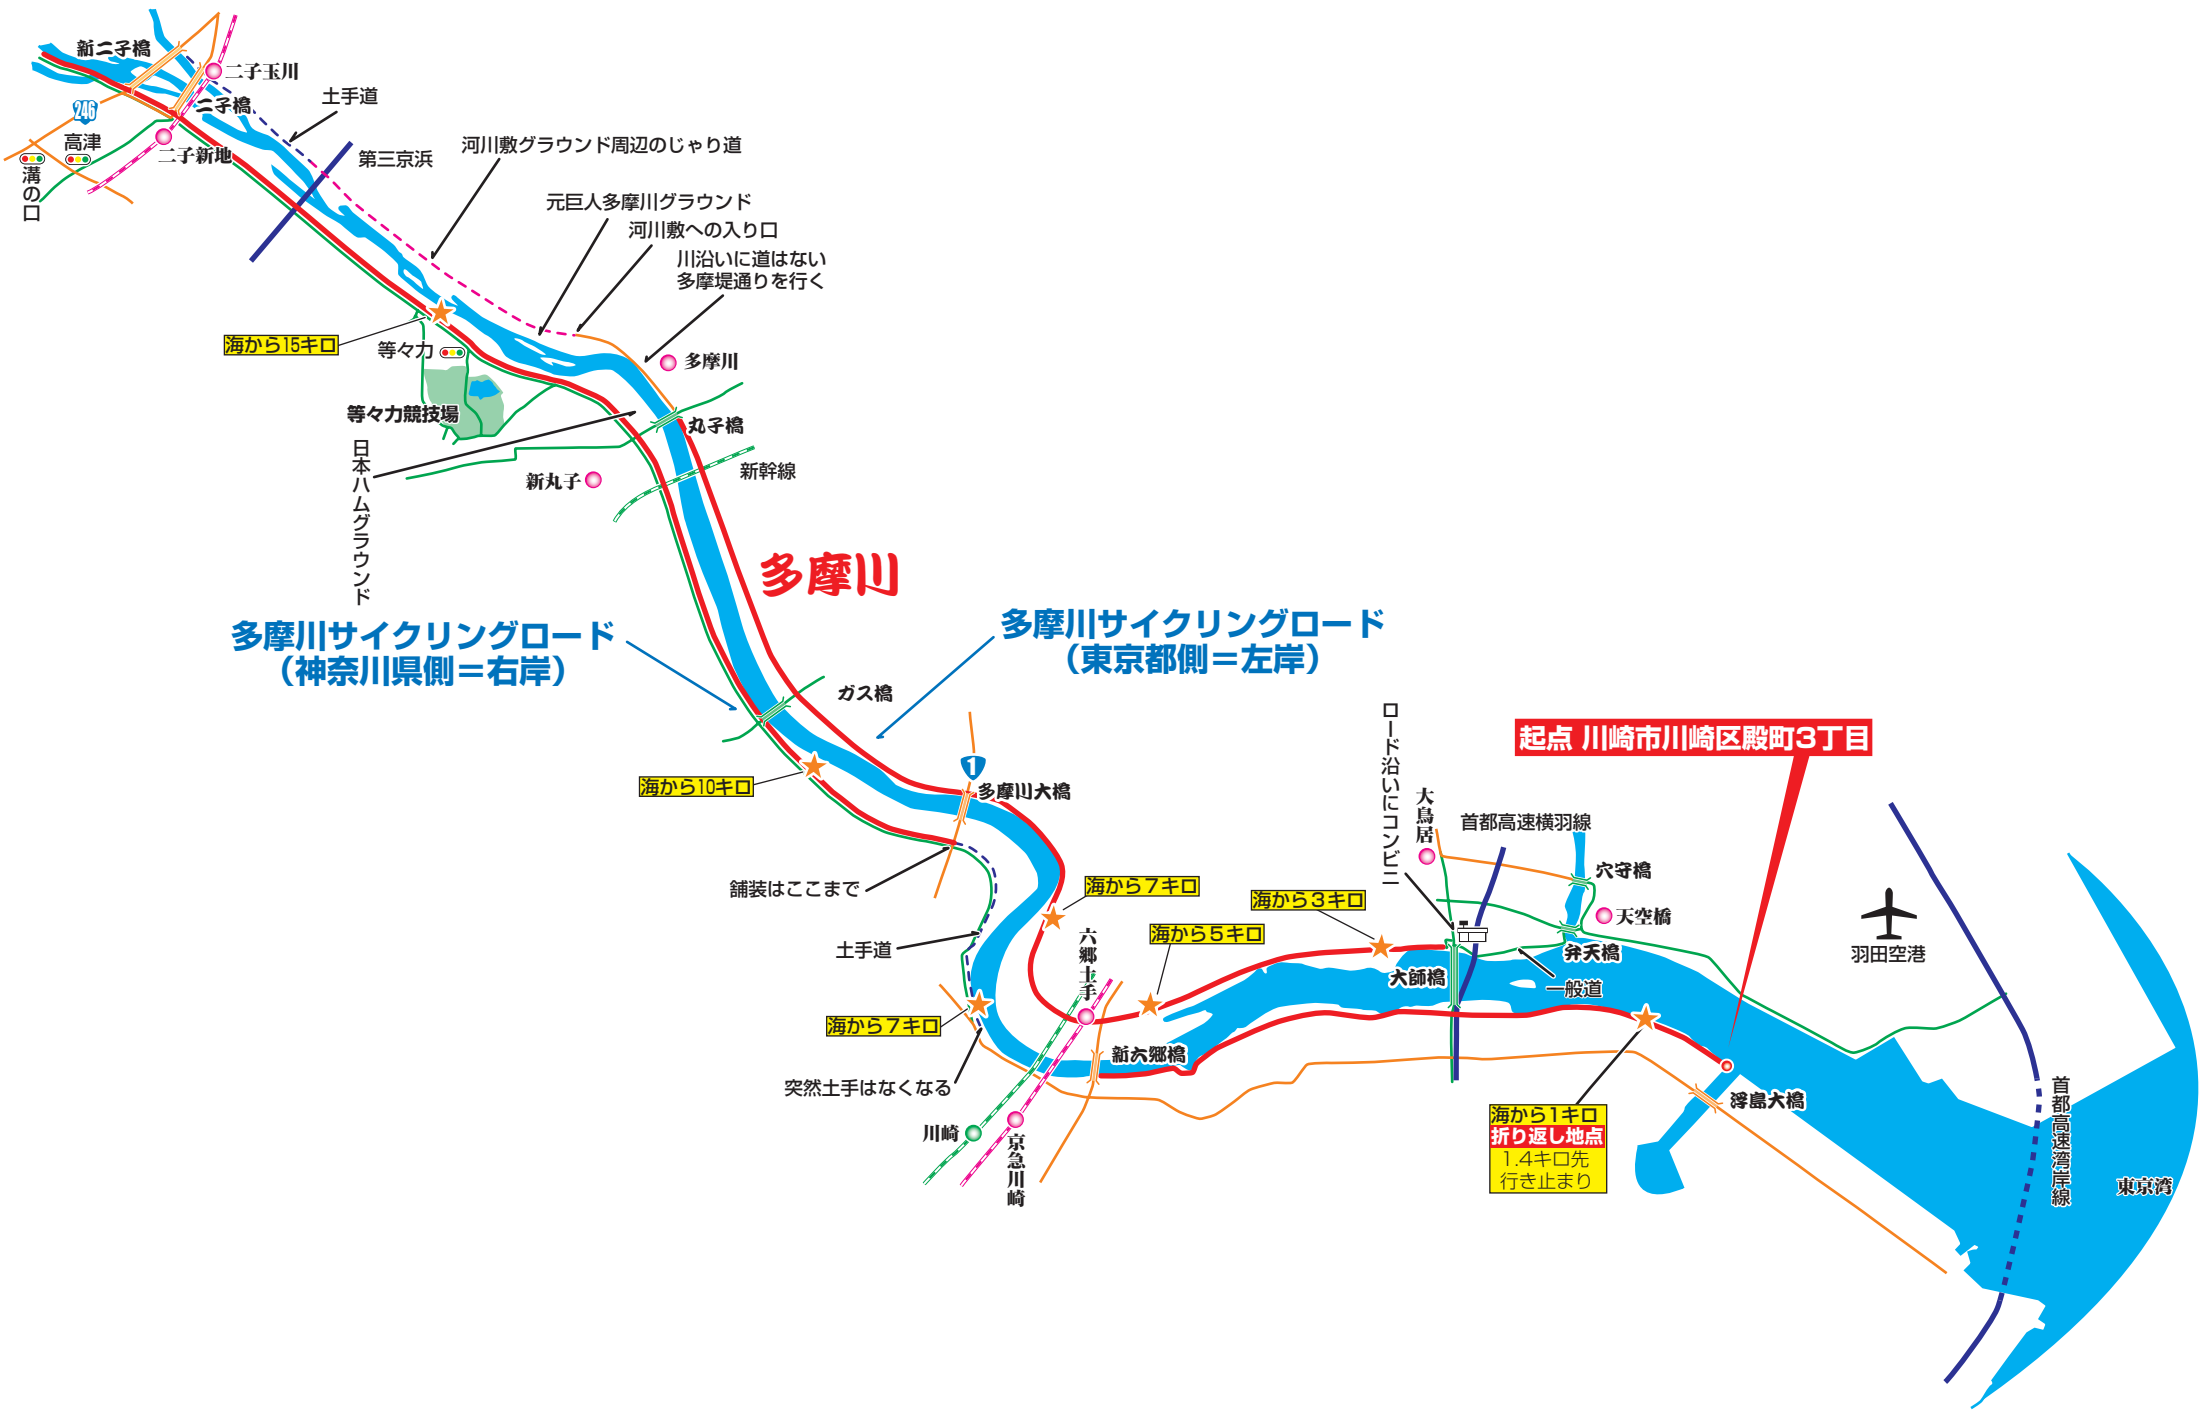 新二子橋
二子玉川
二子橋
土手道
246
高津
溝の口
二子新地
第三京浜
河川敷グラウンド周辺のじゃり道
元巨人多摩川グラウンド
河川敷への入り口
川沿いに道はない
多摩堤通りを行く
海から15キロ
等々力
多摩川
等々力競技場
丸子橋
日本ハムグラウンド
新丸子
新幹線
多摩川
多摩川サイクリングロード
(神奈川県側=右岸)
多摩川サイクリングロード
(東京都側=左岸)
ガス橋
海から10キロ
1
多摩川大橋
舗装はここまで
土手道
海から7キロ
海から7キロ
突然土手はなくなる
六郷土手
海から5キロ
海から3キロ
新六郷橋
川崎
京急川崎
ロード沿いにコンビニ
大鳥居
首都高速横羽線
起点 川崎市川崎区殿町3丁目
穴守橋
天空橋
弁天橋
大師橋
一般道
羽田空港
海から1キロ
折り返し地点
1.4キロ先
行き止まり
浮島大橋
首都高速湾岸線
東京湾